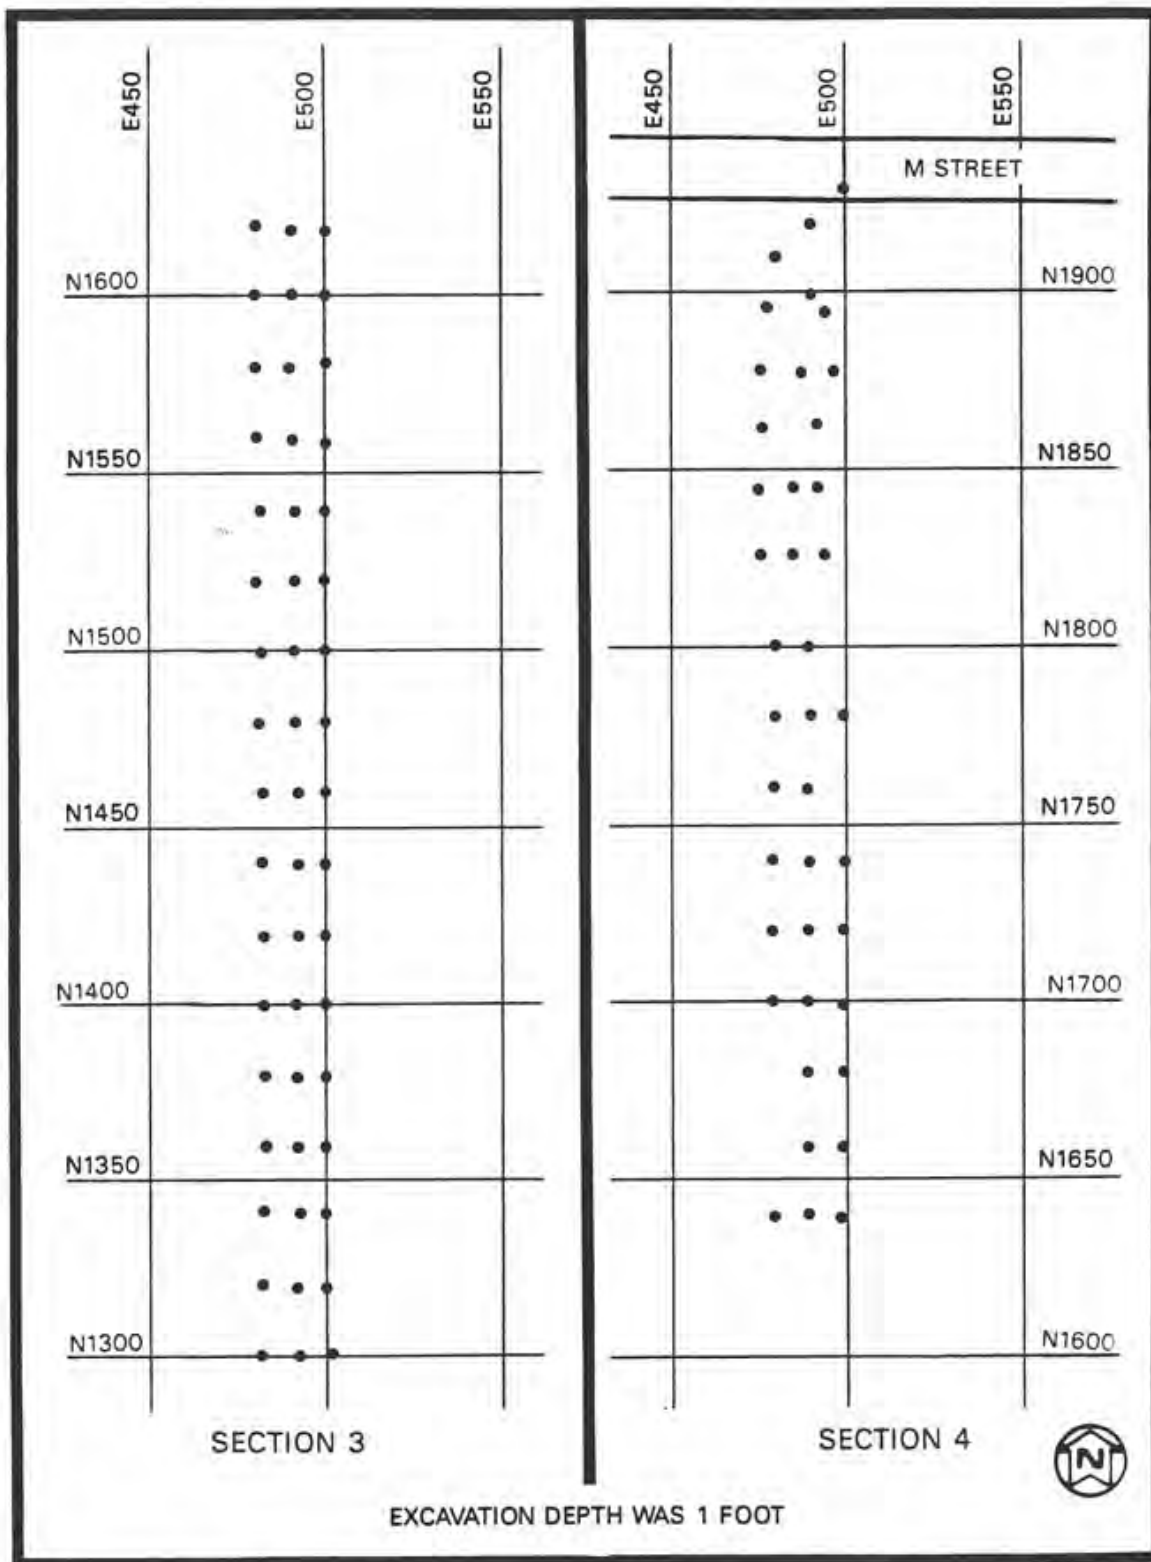 E450
E500
E550
N1600
N1550
N1500
N1450
N1400
N1350
N1300
SECTION 3
E450
E500
E550
M STREET
N1900
N1850
N1800
N1750
N1700
N1650
N1600
SECTION 4
N
EXCAVATION DEPTH WAS 1 FOOT